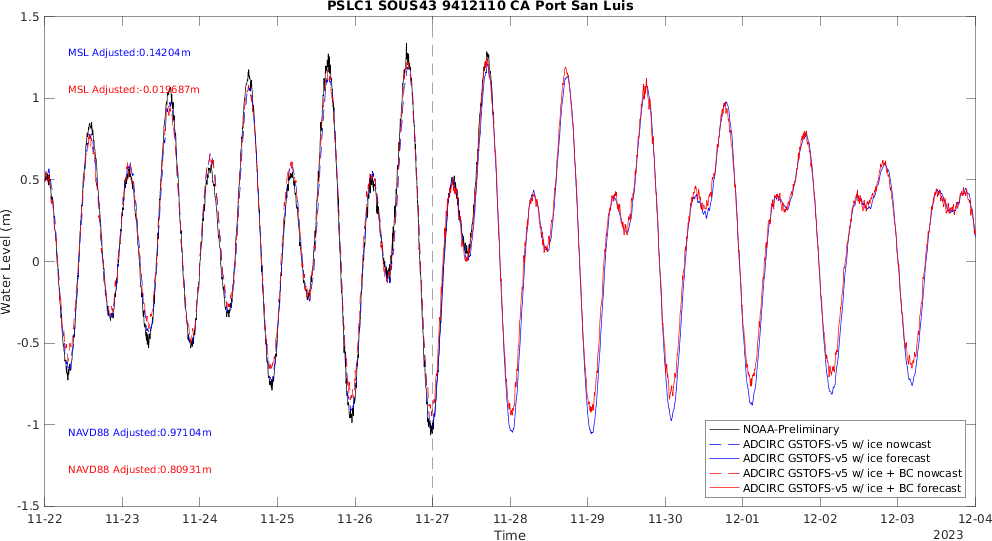 PSLC1 SOUS43 9412110 CA Port San Luis
1.5
1
0.5
0
-0.5
-1
-1.5
Water Level (m)
MSL Adjusted:0.14204m
MSL Adjusted:-0.019687m
NAVD88 Adjusted:0.97104m
NAVD88 Adjusted:0.80931m
NOAA-Preliminary
ADCIRC GSTOFS-v5 w/ ice nowcast
ADCIRC GSTOFS-v5 w/ ice forecast
ADCIRC GSTOFS-v5 w/ ice + BC nowcast
ADCIRC GSTOFS-v5 w/ ice + BC forecast
11-22 11-23 11-24 11-25 11-26 11-27 11-28 11-29 11-30 12-01 12-02 12-03 12-04
Time
2023